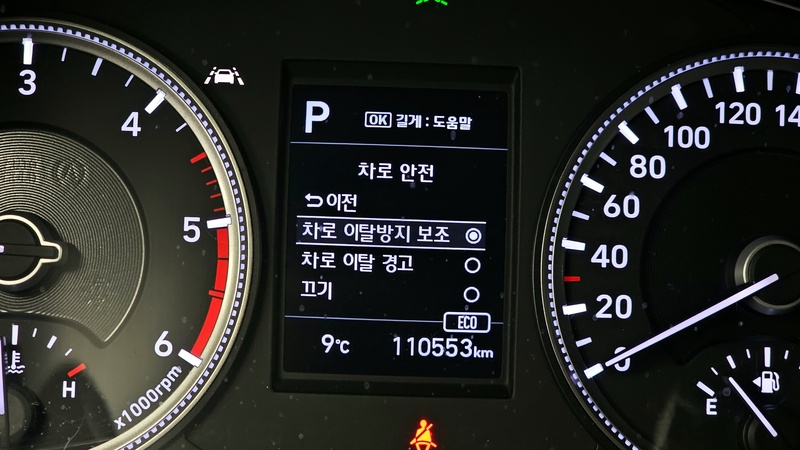 3
4
5
6
x1000rpm
H
P
OK 길게 : 도움말
차로 안전
이전
차로 이탈방지 보조
차로 이탈 경고
끄기
ECO
9℃
110553km
120
100
80
60
40
20
0
E